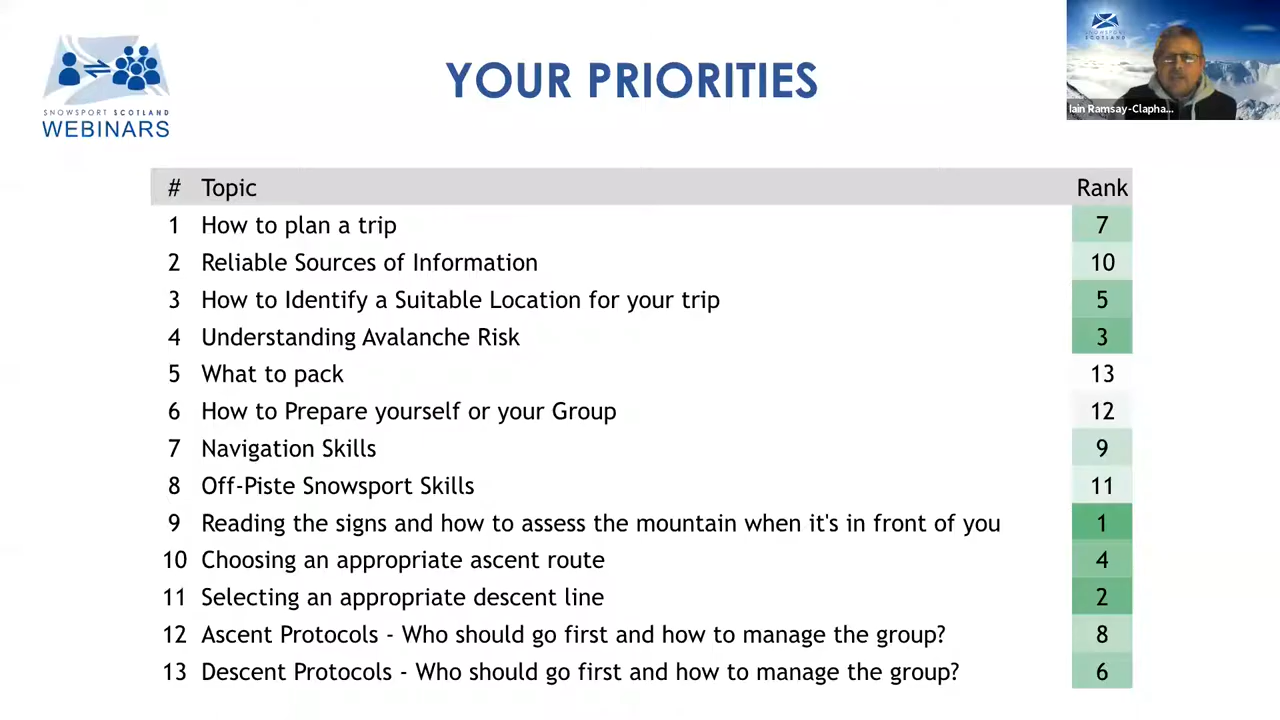 SNOWSPORT SCOTLAND
WEBINARS
YOUR PRIORITIES
SNOWSPORT
SCOTLAND
Iain Ramsay-Clapha...
# Topic Rank
1 How to plan a trip 7
2 Reliable Sources of Information 10
3 How to Identify a Suitable Location for your trip 5
4 Understanding Avalanche Risk 3
5 What to pack 13
6 How to Prepare yourself or your Group 12
7 Navigation Skills 9
8 Off-Piste Snowsport Skills 11
9 Reading the signs and how to assess the mountain when it's in front of you 1
10 Choosing an appropriate ascent route 4
11 Selecting an appropriate descent line 2
12 Ascent Protocols - Who should go first and how to manage the group? 8
13 Descent Protocols - Who should go first and how to manage the group? 6